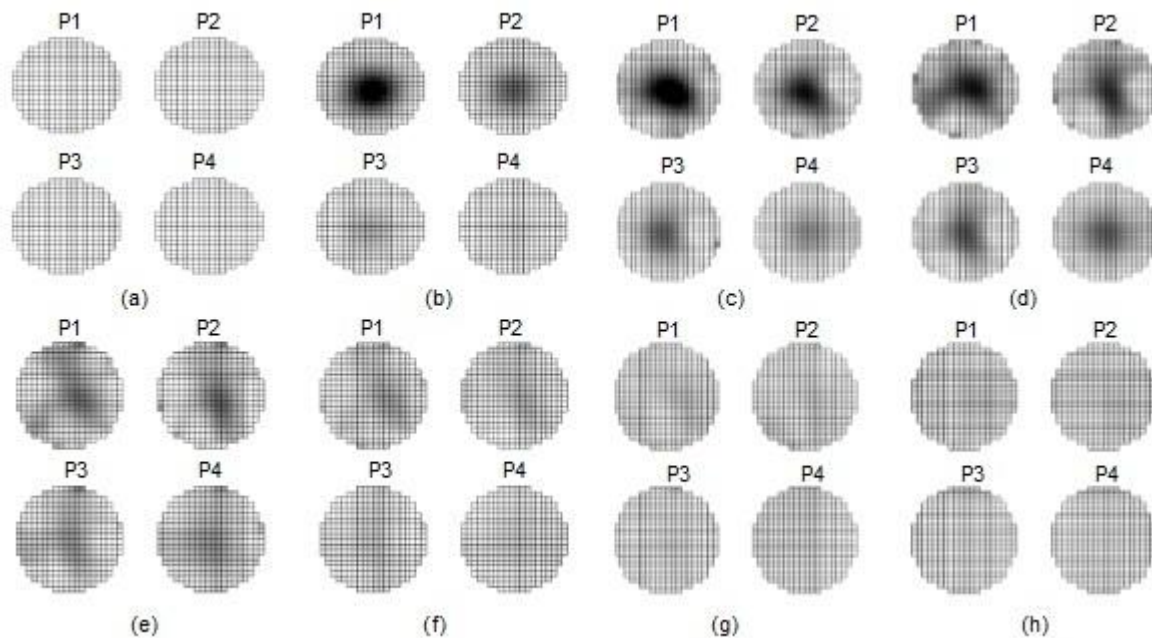 P1 P2 P1 P2 P1 P2 P1 P2
P3 P4 P3 P4 P3 P4 P3 P4
(a) (b) (c) (d)
P1 P2 P1 P2 P1 P2 P1 P2
P3 P4 P3 P4 P3 P4 P3 P4
(e) (f) (g) (h)